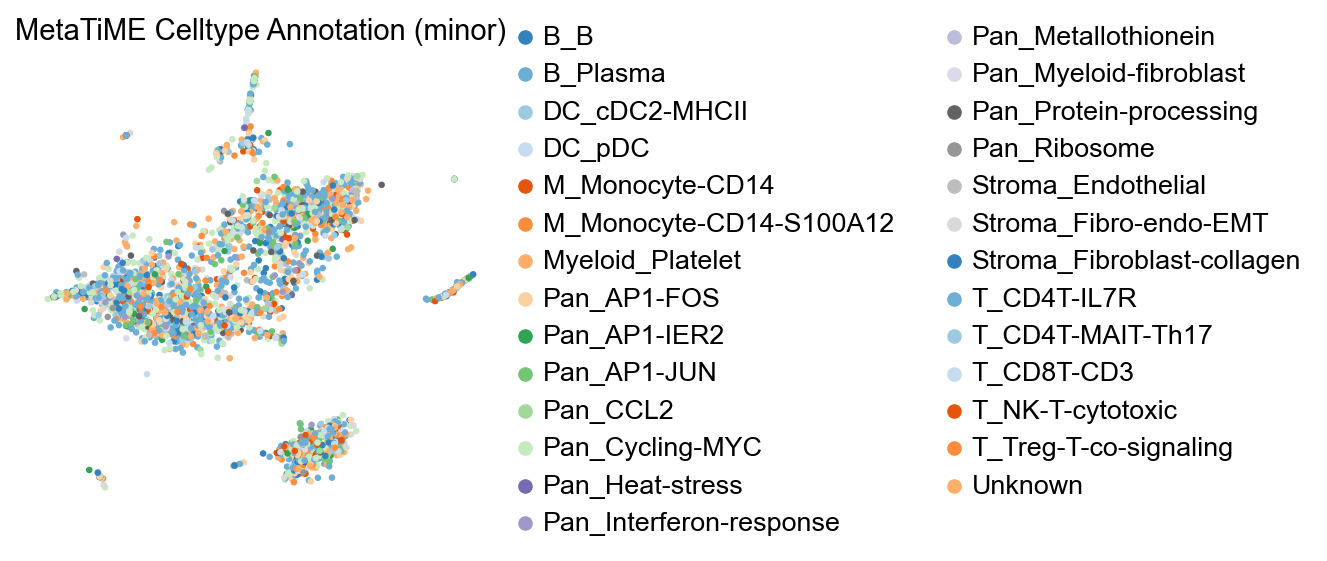 MetaTiME Celltype Annotation (minor)
B_B
B_Plasma
DC_cDC2-MHCII
DC_pDC
M_Monocyte-CD14
M_Monocyte-CD14-S100A12
Myeloid_Platelet
Pan_AP1-FOS
Pan_AP1-IER2
Pan_AP1-JUN
Pan_CCL2
Pan_Cycling-MYC
Pan_Heat-stress
Pan_Interferon-response
Pan_Metallothionein
Pan_Myeloid-fibroblast
Pan_Protein-processing
Pan_Ribosome
Stroma_Endothelial
Stroma_Fibro-endo-EMT
Stroma_Fibroblast-collagen
T_CD4T-IL7R
T_CD4T-MAIT-Th17
T_CD8T-CD3
T_NK-T-cytotoxic
T_Treg-T-co-signaling
Unknown